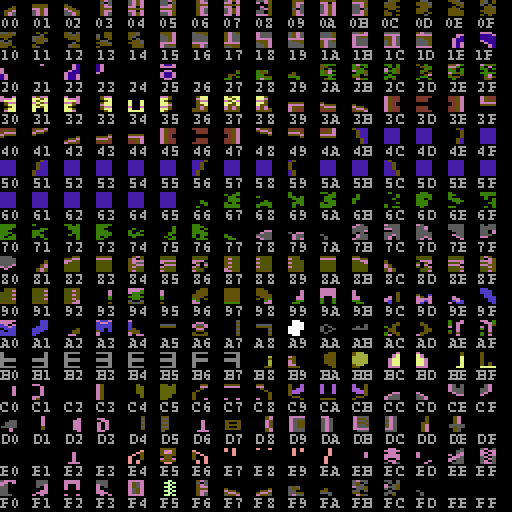 00 01 02 03 04 05 06 07 08 09 0A 0B 0C 0D 0E 0F
10 11 12 13 14 15 16 17 18 19 1A 1B 1C 1D 1E 1F
20 21 22 23 24 25 26 27 28 29 2A 2B 2C 2D 2E 2F
30 31 32 33 34 35 36 37 38 39 3A 3B 3C 3D 3E 3F
40 41 42 43 44 45 46 47 48 49 4A 4B 4C 4D 4E 4F
50 51 52 53 54 55 56 57 58 59 5A 5B 5C 5D 5E 5F
60 61 62 63 64 65 66 67 68 69 6A 6B 6C 6D 6E 6F
70 71 72 73 74 75 76 77 78 79 7A 7B 7C 7D 7E 7F
80 81 82 83 84 85 86 87 88 89 8A 8B 8C 8D 8E 8F
90 91 92 93 94 95 96 97 98 99 9A 9B 9C 9D 9E 9F
A0 A1 A2 A3 A4 A5 A6 A7 A8 A9 AA AB AC AD AE AF
B0 B1 B2 B3 B4 B5 B6 B7 B8 B9 BA BB BC BD BE BF
C0 C1 C2 C3 C4 C5 C6 C7 C8 C9 CA CB CC CD CE CF
D0 D1 D2 D3 D4 D5 D6 D7 D8 D9 DA DB DC DD DE DF
E0 E1 E2 E3 E4 E5 E6 E7 E8 E9 EA EB EC ED EE EF
F0 F1 F2 F3 F4 F5 F6 F7 F8 F9 FA FB FC FD FE FF